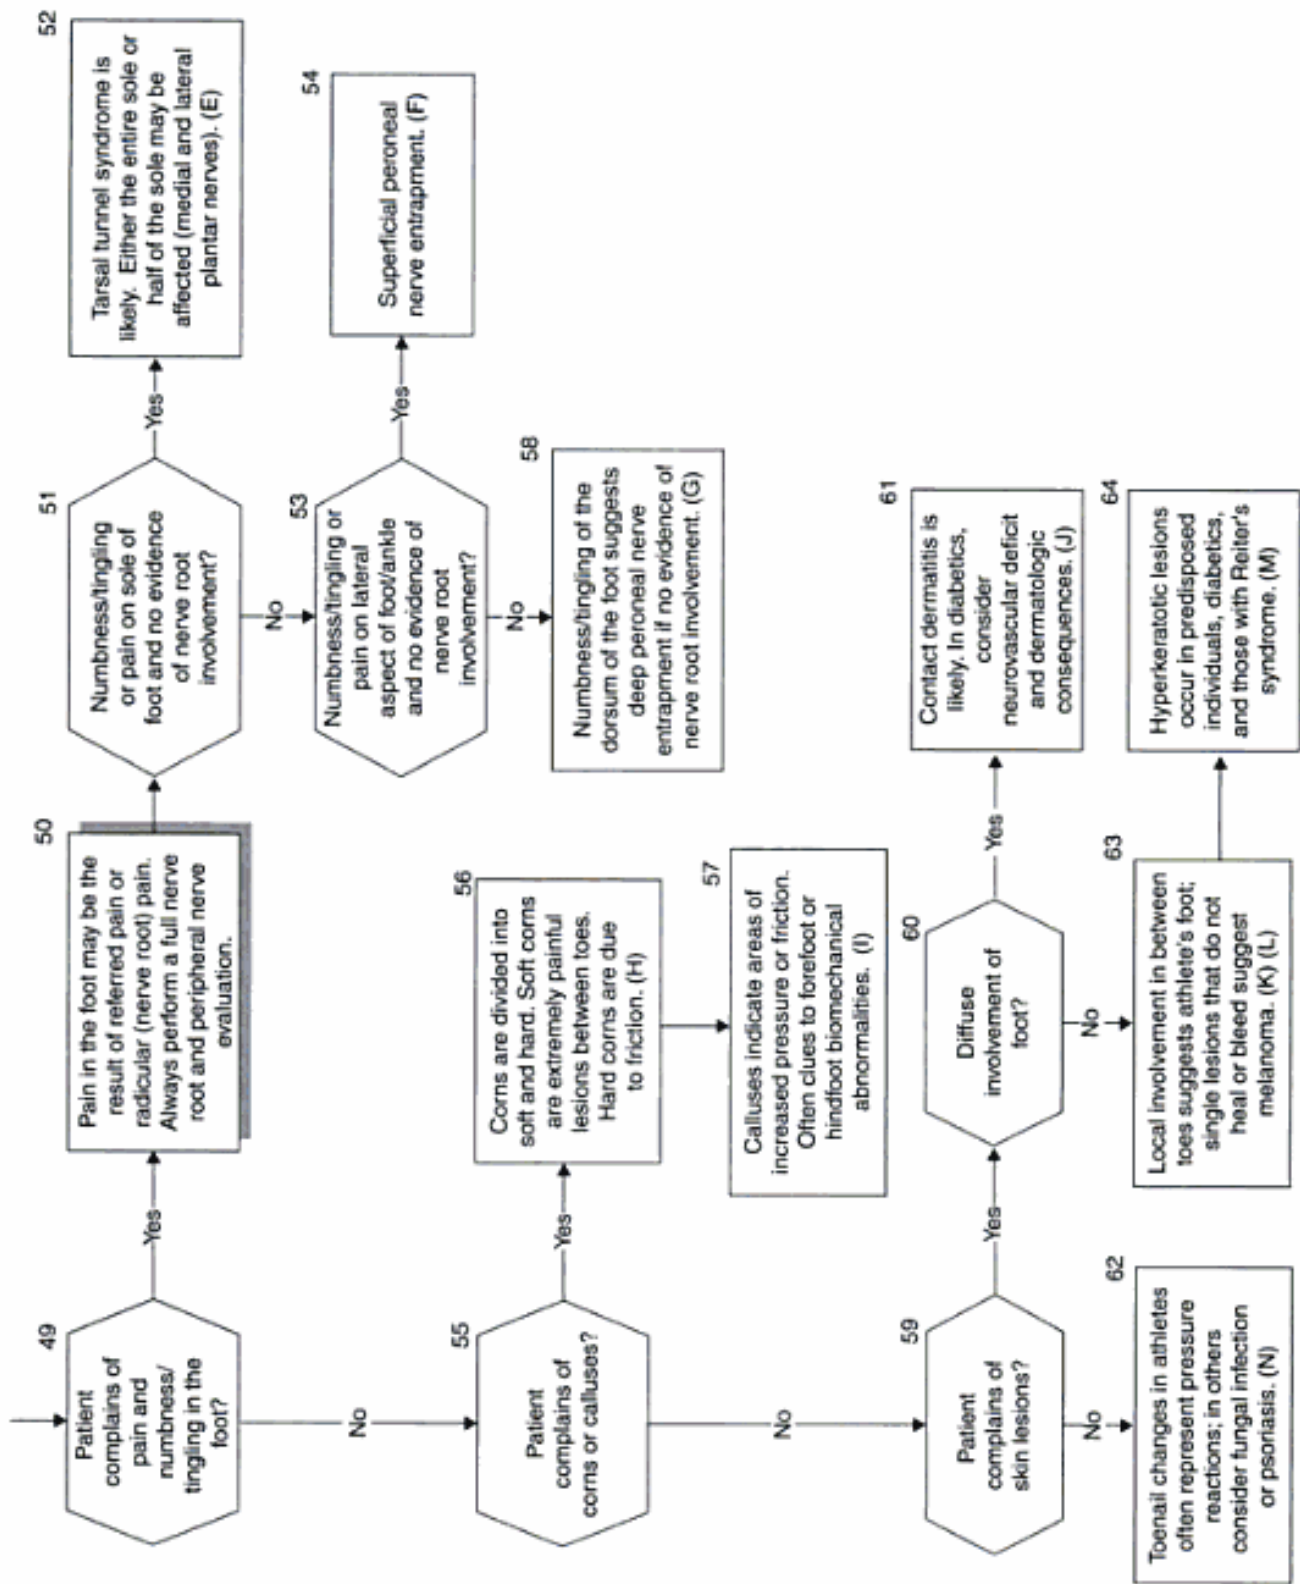 49
Patient
complains of
pain and
numbness/
tingling in the
foot?
Yes
No
50
Pain in the foot may be the
result of referred pain or
radicular (nerve root) pain.
Always perform a full nerve
root and peripheral nerve
evaluation.
51
Numbness/tingling
or pain on sole of
foot and no evidence
of nerve root
involvement?
Yes
No
52
Tarsal tunnel syndrome is
likely. Either the entire sole or
half of the sole may be
affected (medial and lateral
plantar nerves). (E)
53
Numbness/tingling or
pain on lateral
aspect of foot/ankle
and no evidence of
nerve root
involvement?
Yes
No
54
Superficial peroneal
nerve entrapment. (F)
58
Numbness/tingling of the
dorsum of the foot suggests
deep peroneal nerve
entrapment if no evidence of
nerve root involvement. (G)
55
Patient
complains of
corns or calluses?
Yes
No
56
Corns are divided into
soft and hard. Soft corns
are extremely painful
lesions between toes.
Hard corns are due
to friction. (H)
57
Calluses indicate areas of
increased pressure or friction.
Often clues to forefoot or
hindfoot biomechanical
abnormalities. (I)
59
Patient
complains of
skin lesions?
Yes
No
60
Diffuse
involvement of
foot?
Yes
No
61
Contact dermatitis is
likely. In diabetics,
consider
neurovascular deficit
and dermatologic
consequences. (J)
62
Toenail changes in athletes
often represent pressure
reactions; in others
consider fungal infection
or psoriasis. (N)
63
Local involvement in between
toes suggests athlete's foot;
single lesions that do not
heal or bleed suggest
melanoma. (K) (L)
64
Hyperkeratotic lesions
occur in predisposed
individuals, diabetics,
and those with Reiter's
syndrome. (M)